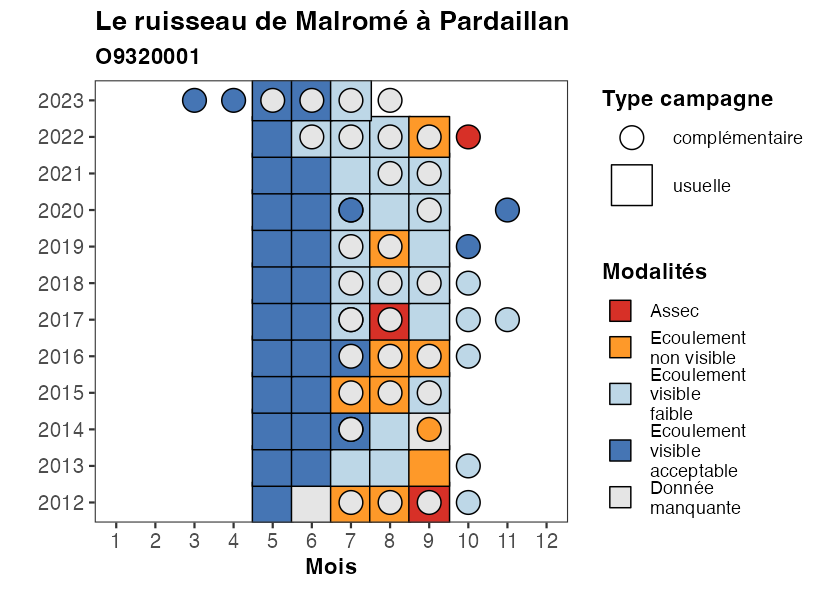 Le ruisseau de Malromé à Pardaillan
O9320001
2023
2022
2021
2020
2019
2018
2017
2016
2015
2014
2013
2012
1 2 3 4 5 6 7 8 9 10 11 12
Mois
Type campagne
complémentaire
usuelle
Modalités
Assec
Ecoulement
non visible
Ecoulement
visible
faible
Ecoulement
visible
acceptable
Donnée
manquante